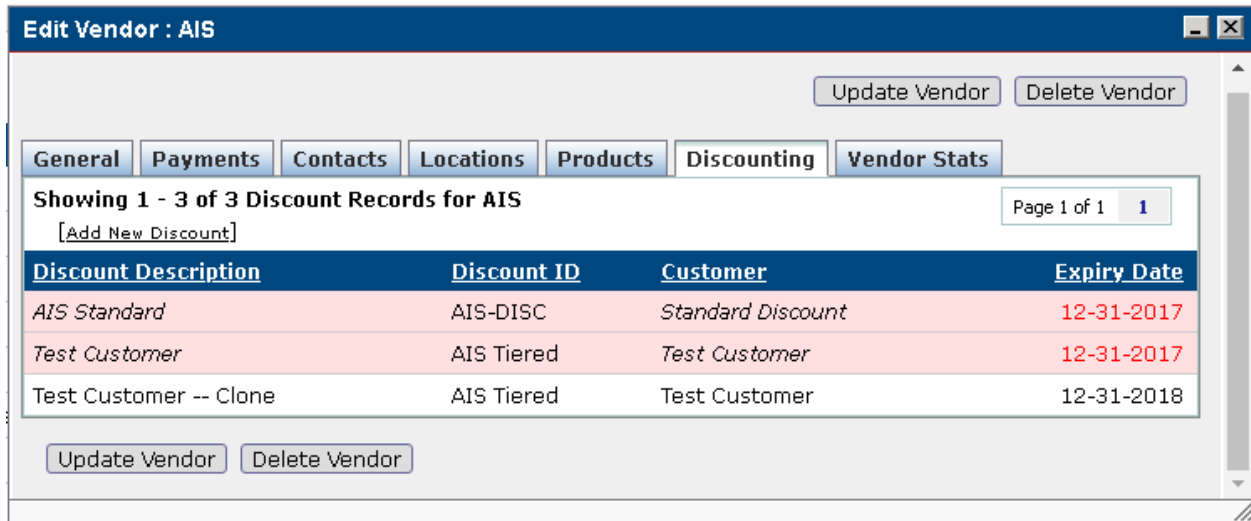 Edit Vendor : AIS
Update Vendor Delete Vendor
General Payments Contacts Locations Products Discounting Vendor Stats
Showing 1 - 3 of 3 Discount Records for AIS
Page 1 of 1 1
[Add New Discount]
Discount Description Discount ID Customer Expiry Date
AIS Standard AIS-DISC Standard Discount 12-31-2017
Test Customer AIS Tiered Test Customer 12-31-2017
Test Customer -- Clone AIS Tiered Test Customer 12-31-2018
Update Vendor Delete Vendor